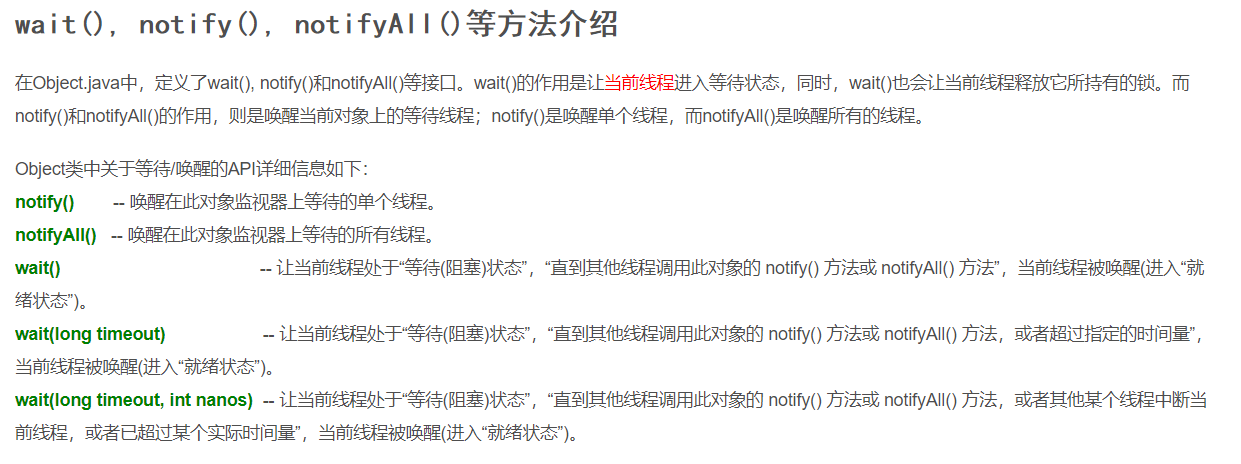 wait(), notify(), notifyAll()等方法介绍
在Object.java中，定义了wait(), notify()和notifyAll()等接口。wait()的作用是让当前线程进入等待状态，同时，wait()也会让当前线程释放它所持有的锁。而
notify()和notifyAll()的作用，则是唤醒当前对象上的等待线程；notify()是唤醒单个线程，而notifyAll()是唤醒所有的线程。
Object类中关于等待/唤醒的API详细信息如下：
notify() -- 唤醒在此对象监视器上等待的单个线程。
notifyAll() -- 唤醒在此对象监视器上等待的所有线程。
wait() -- 让当前线程处于“等待(阻塞)状态”，“直到其他线程调用此对象的 notify() 方法或 notifyAll() 方法”，当前线程被唤醒(进入“就
绪状态”)。
wait(long timeout) -- 让当前线程处于“等待(阻塞)状态”，“直到其他线程调用此对象的 notify() 方法或 notifyAll() 方法，或者超过指定的时间量”，
当前线程被唤醒(进入“就绪状态”)。
wait(long timeout, int nanos) -- 让当前线程处于“等待(阻塞)状态”，“直到其他线程调用此对象的 notify() 方法或 notifyAll() 方法，或者其他某个线程中断当
前线程，或者已超过某个实际时间量”，当前线程被唤醒(进入“就绪状态”)。